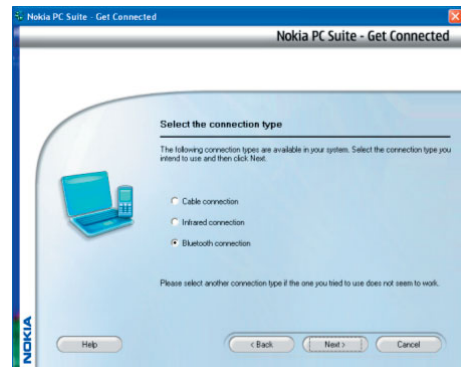 Nokia PC Suite - Get Connected
Nokia PC Suite - Get Connected
Select the connection type
The following connection types are available in your system. Select the connection type you
intend to use and then click Next.
Cable connection
Infrared connection
Bluetooth connection
Please select another connection type if the one you tried to use does not seem to work.
NOKIA
Help
< Back
Next >
Cancel